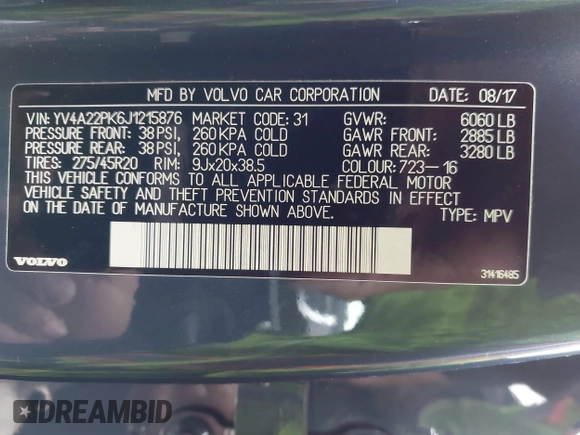 MFD BY VOLVO CAR CORPORATION DATE: 08/17
VIN: YV4A22PK6J1215876 MARKET CODE: 31 GVWR: 6060 LB
PRESSURE FRONT: 38 PSI, 260 KPA COLD GAWR FRONT: 2885 LB
PRESSURE REAR: 38 PSI, 260 KPA COLD GAWR REAR: 3280 LB
TIRES: 275/45R20 RIM: 9Jx20x38.5 COLOUR: 723-16
THIS VEHICLE CONFORMS TO ALL APPLICABLE FEDERAL MOTOR
VEHICLE SAFETY AND THEFT PREVENTION STANDARDS IN EFFECT
ON THE DATE OF MANUFACTURE SHOWN ABOVE. TYPE: MPV
VOLVO 31416485
DREAMBID